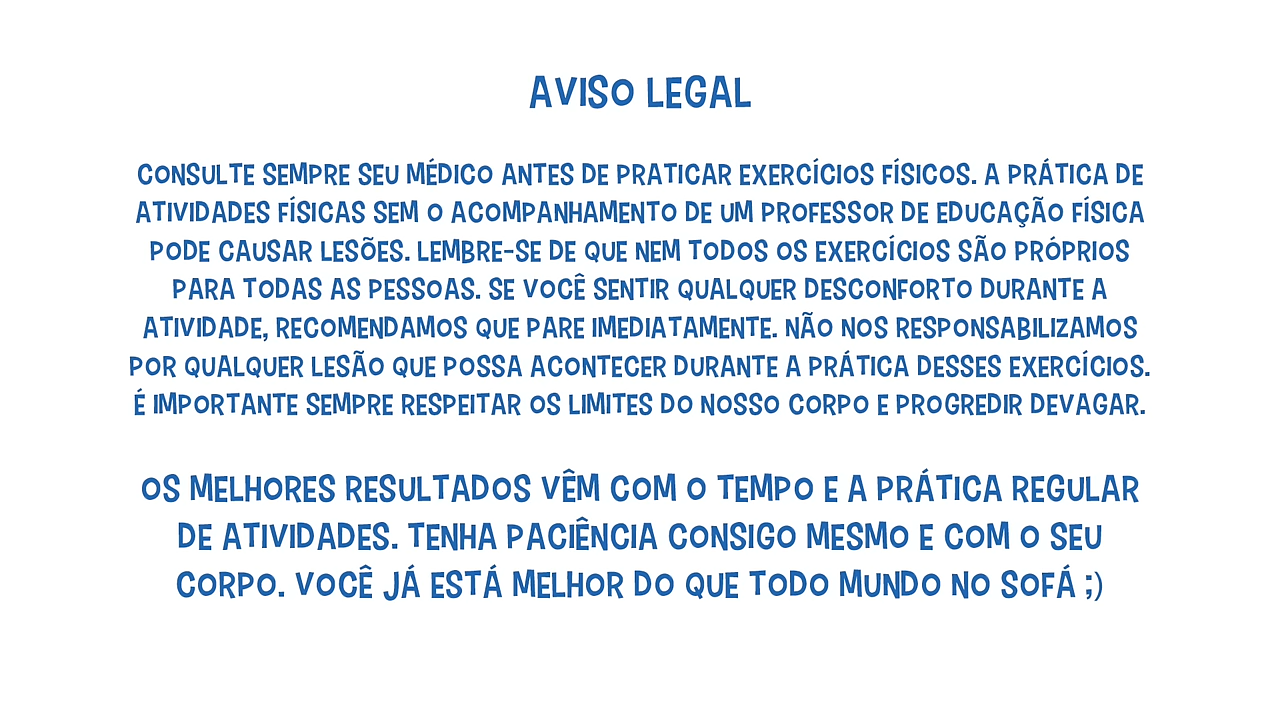 AVISO LEGAL
CONSULTE SEMPRE SEU MÉDICO ANTES DE PRATICAR EXERCÍCIOS FÍSICOS. A PRÁTICA DE
ATIVIDADES FÍSICAS SEM O ACOMPANHAMENTO DE UM PROFESSOR DE EDUCAÇÃO FÍSICA
PODE CAUSAR LESÕES. LEMBRE-SE DE QUE NEM TODOS OS EXERCÍCIOS SÃO PRÓPRIOS
PARA TODAS AS PESSOAS. SE VOCÊ SENTIR QUALQUER DESCONFORTO DURANTE A
ATIVIDADE, RECOMENDAMOS QUE PARE IMEDIATAMENTE. NÃO NOS RESPONSABILIZAMOS
POR QUALQUER LESÃO QUE POSSA ACONTECER DURANTE A PRÁTICA DESSES EXERCÍCIOS.
É IMPORTANTE SEMPRE RESPEITAR OS LIMITES DO NOSSO CORPO E PROGREDIR DEVAGAR.
OS MELHORES RESULTADOS VÊM COM O TEMPO E A PRÁTICA REGULAR
DE ATIVIDADES. TENHA PACIÊNCIA CONSIGO MESMO E COM O SEU
CORPO. VOCÊ JÁ ESTÁ MELHOR DO QUE TODO MUNDO NO SOFÁ ;)